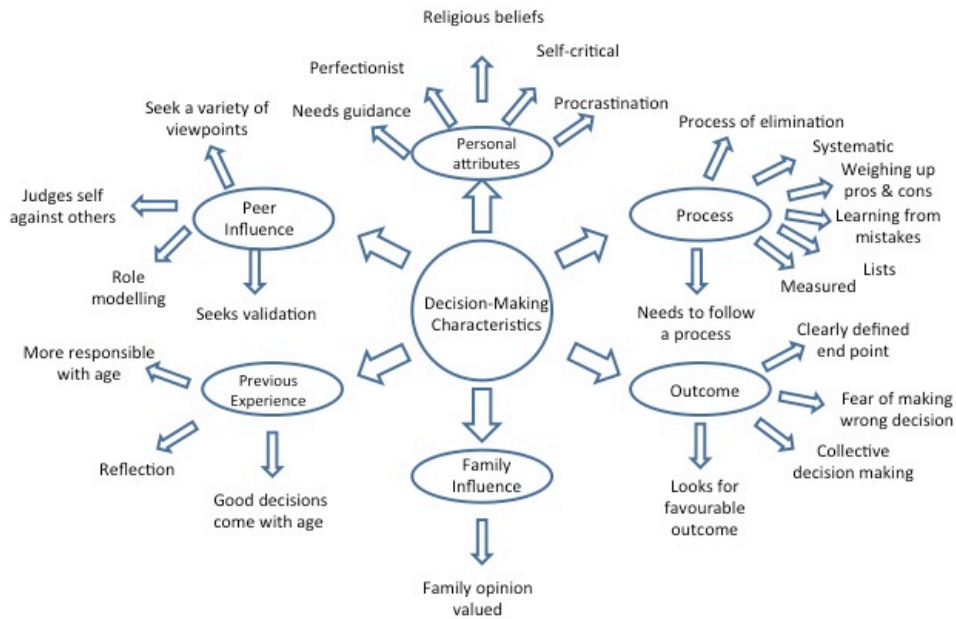 Religious beliefs
Self-critical
Perfectionist
Procrastination
Needs guidance
Personal
attributes
Seek a variety of
viewpoints
Judges self
against others
Peer
Influence
Role
modelling
Seeks validation
Process of elimination
Systematic
Weighing up
pros & cons
Learning from
mistakes
Lists
Measured
Process
Needs to follow
a process
Decision-Making
Characteristics
More responsible
with age
Previous
Experience
Reflection
Good decisions
come with age
Family
Influence
Family opinion
valued
Clearly defined
end point
Outcome
Fear of making
wrong decision
Collective
decision making
Looks for
favourable
outcome